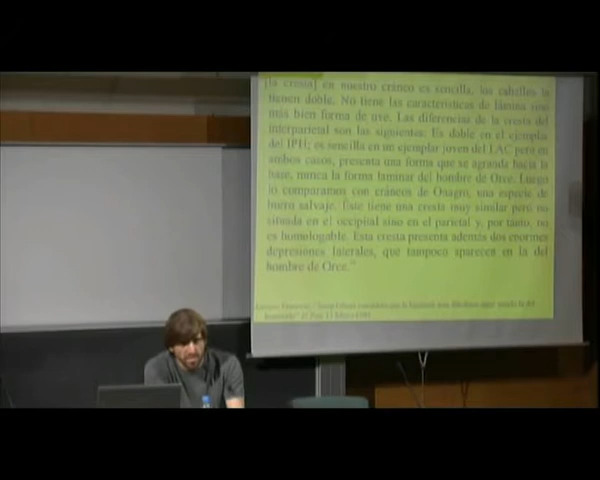 [la cresta] en nuestro cráneo es sencilla, los caballos la
tienen doble. No tiene las características de lámina sino
más bien forma de uve. Las diferencias de la cresta del
interparietal son las siguientes: Es doble en el ejemplar
del IPH; es sencilla en un ejemplar joven del LAC pero en
ambos casos, presenta una forma que se agranda hacia la
base, nunca la forma laminar del hombre de Orce. Luego
lo comparamos con cráneos de Onagro, una especie de
burro salvaje. Éste tiene una cresta muy similar pero no
situada en el occipital sino en el parietal y, por tanto, no
es homologable. Esta cresta presenta además dos enormes
depresiones laterales, que tampoco aparecen en la del
hombre de Orce."